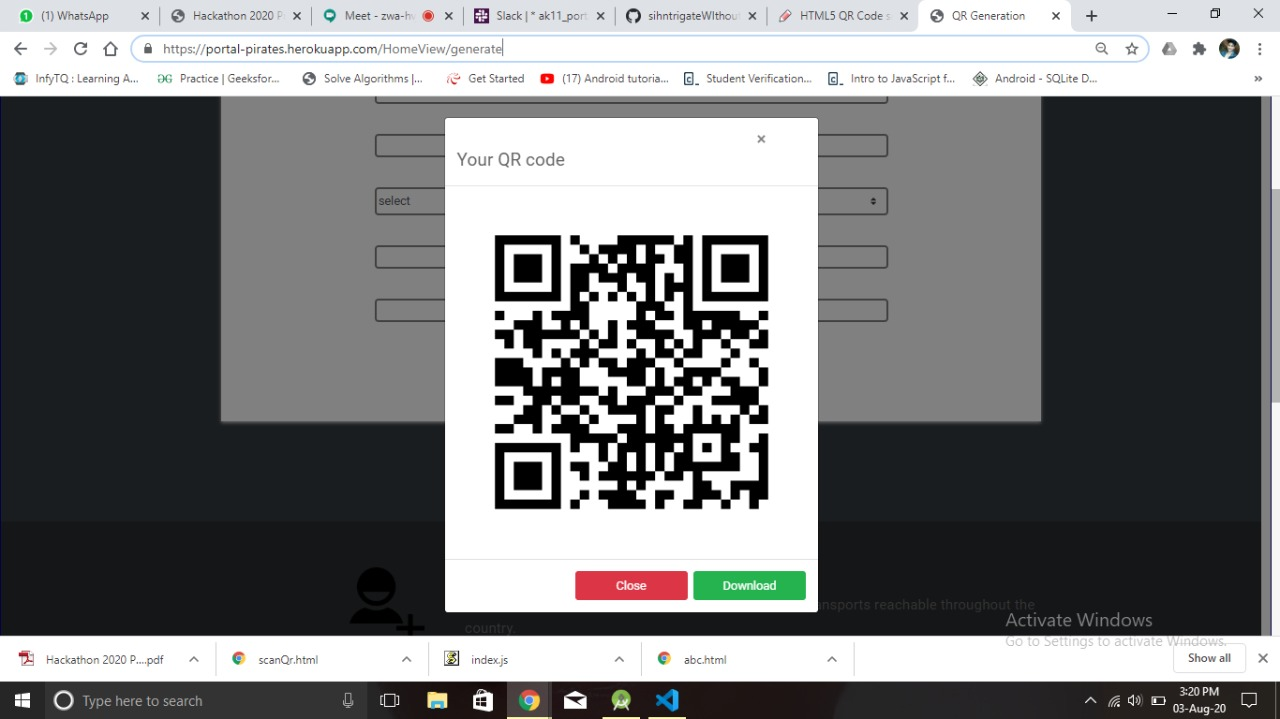 (1) WhatsApp
Hackathon 2020 P
Meet - zwa-hv
Slack | * ak11_port
sihntrigateWIthou
HTML5 QR Code s
QR Generation
https://portal-pirates.herokuapp.com/HomeView/generate
InfyTQ : Learning A...
Practice | Geeksfor...
Solve Algorithms |...
Get Started
(17) Android tutoria...
Student Verification...
Intro to JavaScript f...
Android - SQLite D...
»
Your QR code
×
select
Close
Download
ansports reachable throughout the
country.
Activate Windows
Go to Settings to activate Windows.
Hackathon 2020 P....pdf
scanQr.html
index.js
abc.html
Show all
Type here to search
3:20 PM
03-Aug-20